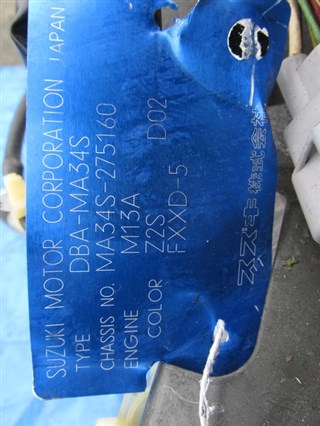 SUZUKI MOTOR CORPORATION JAPAN
TYPE DBA-MA34S
CHASSIS NO. MA34S-275160
ENGINE M13A
COLOR Z2S D02
FXXD-5
スズキ株式会社